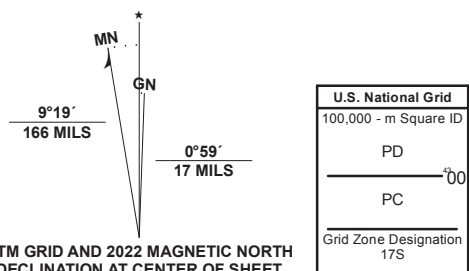 ★
MN
GN
9°19´
166 MILS
0°59´
17 MILS
TM GRID AND 2022 MAGNETIC NORTH
DECLINATION AT CENTER OF SHEET
U.S. National Grid
100,000 - m Square ID
PD
4300
PC
Grid Zone Designation
17S